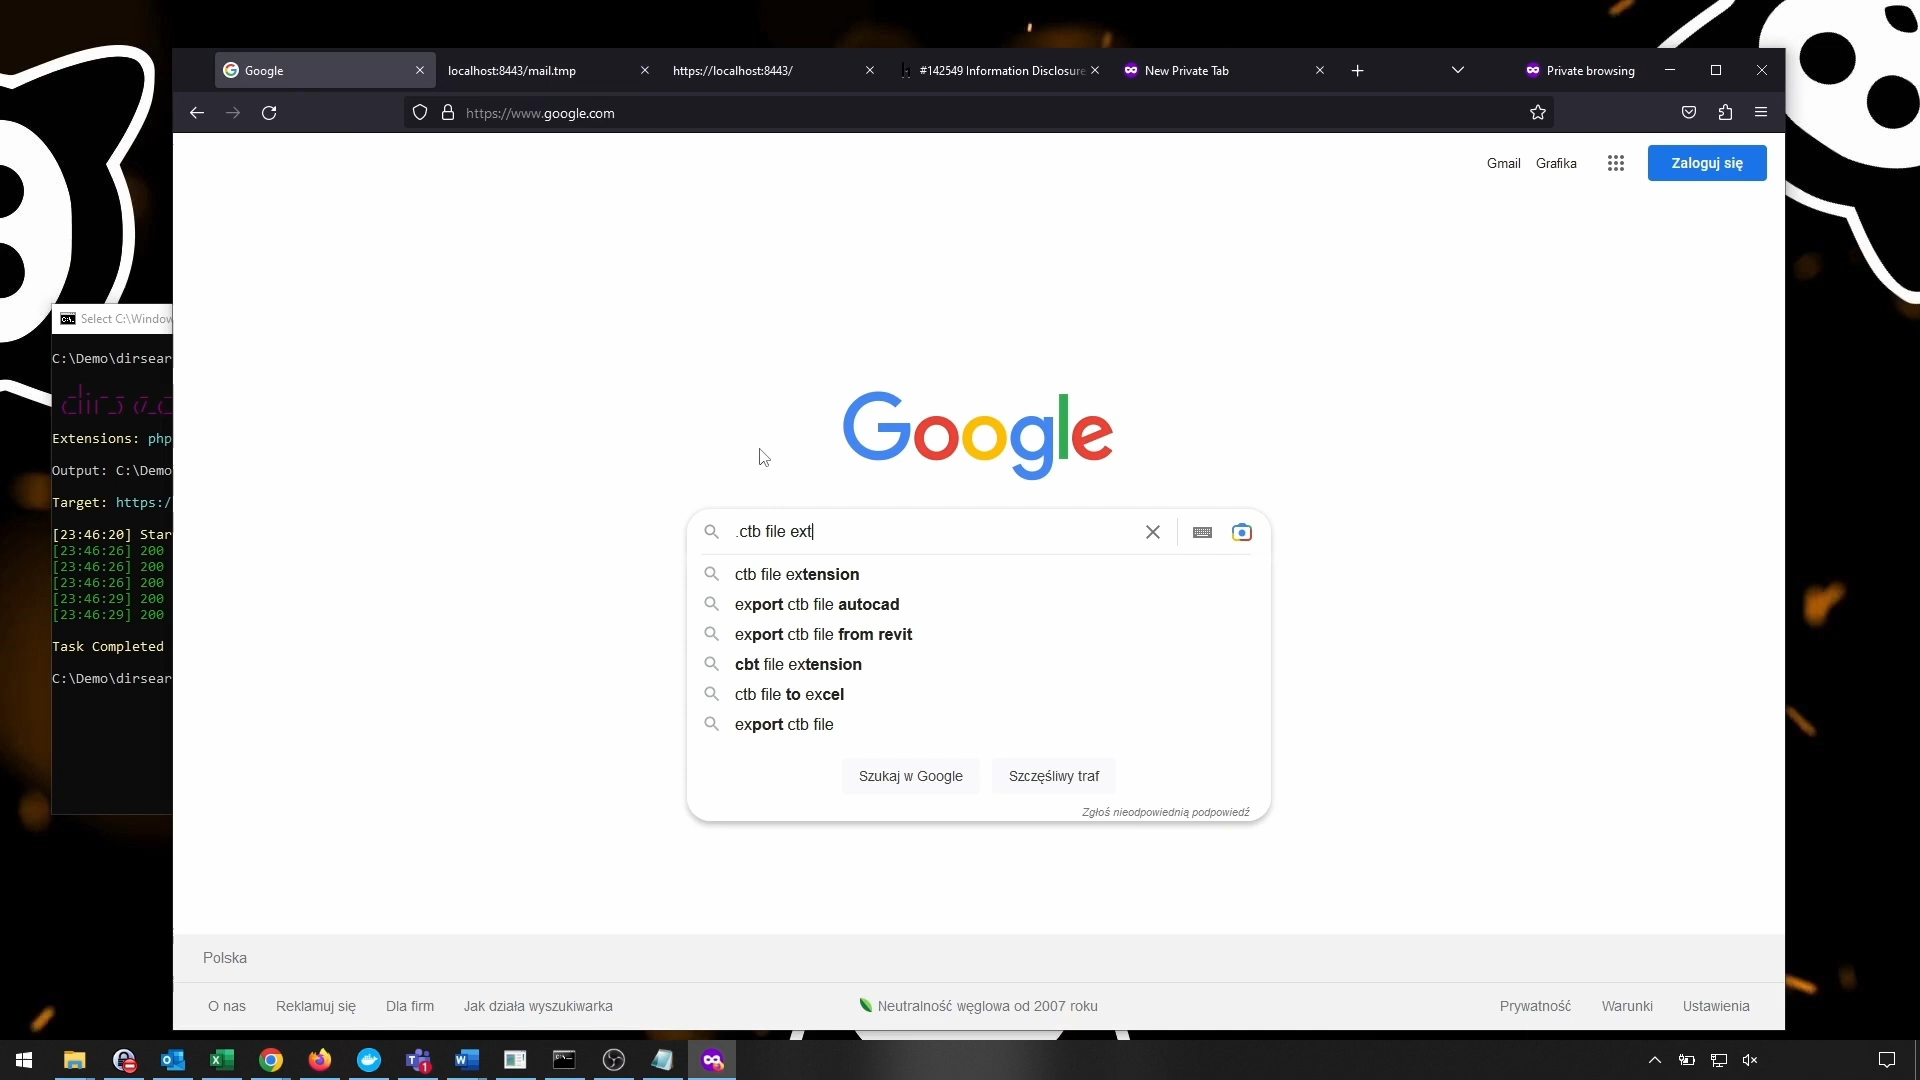 Google
localhost:8443/mail.tmp
https://localhost:8443/
#142549 Information Disclosure
New Private Tab
Private browsing
https://www.google.com
Gmail
Grafika
Zaloguj się
Select C:\Window
C:\Demo\dirsear
Extensions: php
Output: C:\Demo
Target: https:/
[23:46:20] Star
[23:46:26] 200
[23:46:26] 200
[23:46:26] 200
[23:46:29] 200
[23:46:29] 200
Task Completed
C:\Demo\dirsear
Google
.ctb file ext
ctb file extension
export ctb file autocad
export ctb file from revit
cbt file extension
ctb file to excel
export ctb file
Szukaj w Google
Szczęśliwy traf
Zgłoś nieodpowiednią podpowiedź
Polska
O nas
Reklamuj się
Dla firm
Jak działa wyszukiwarka
Neutralność węglowa od 2007 roku
Prywatność
Warunki
Ustawienia